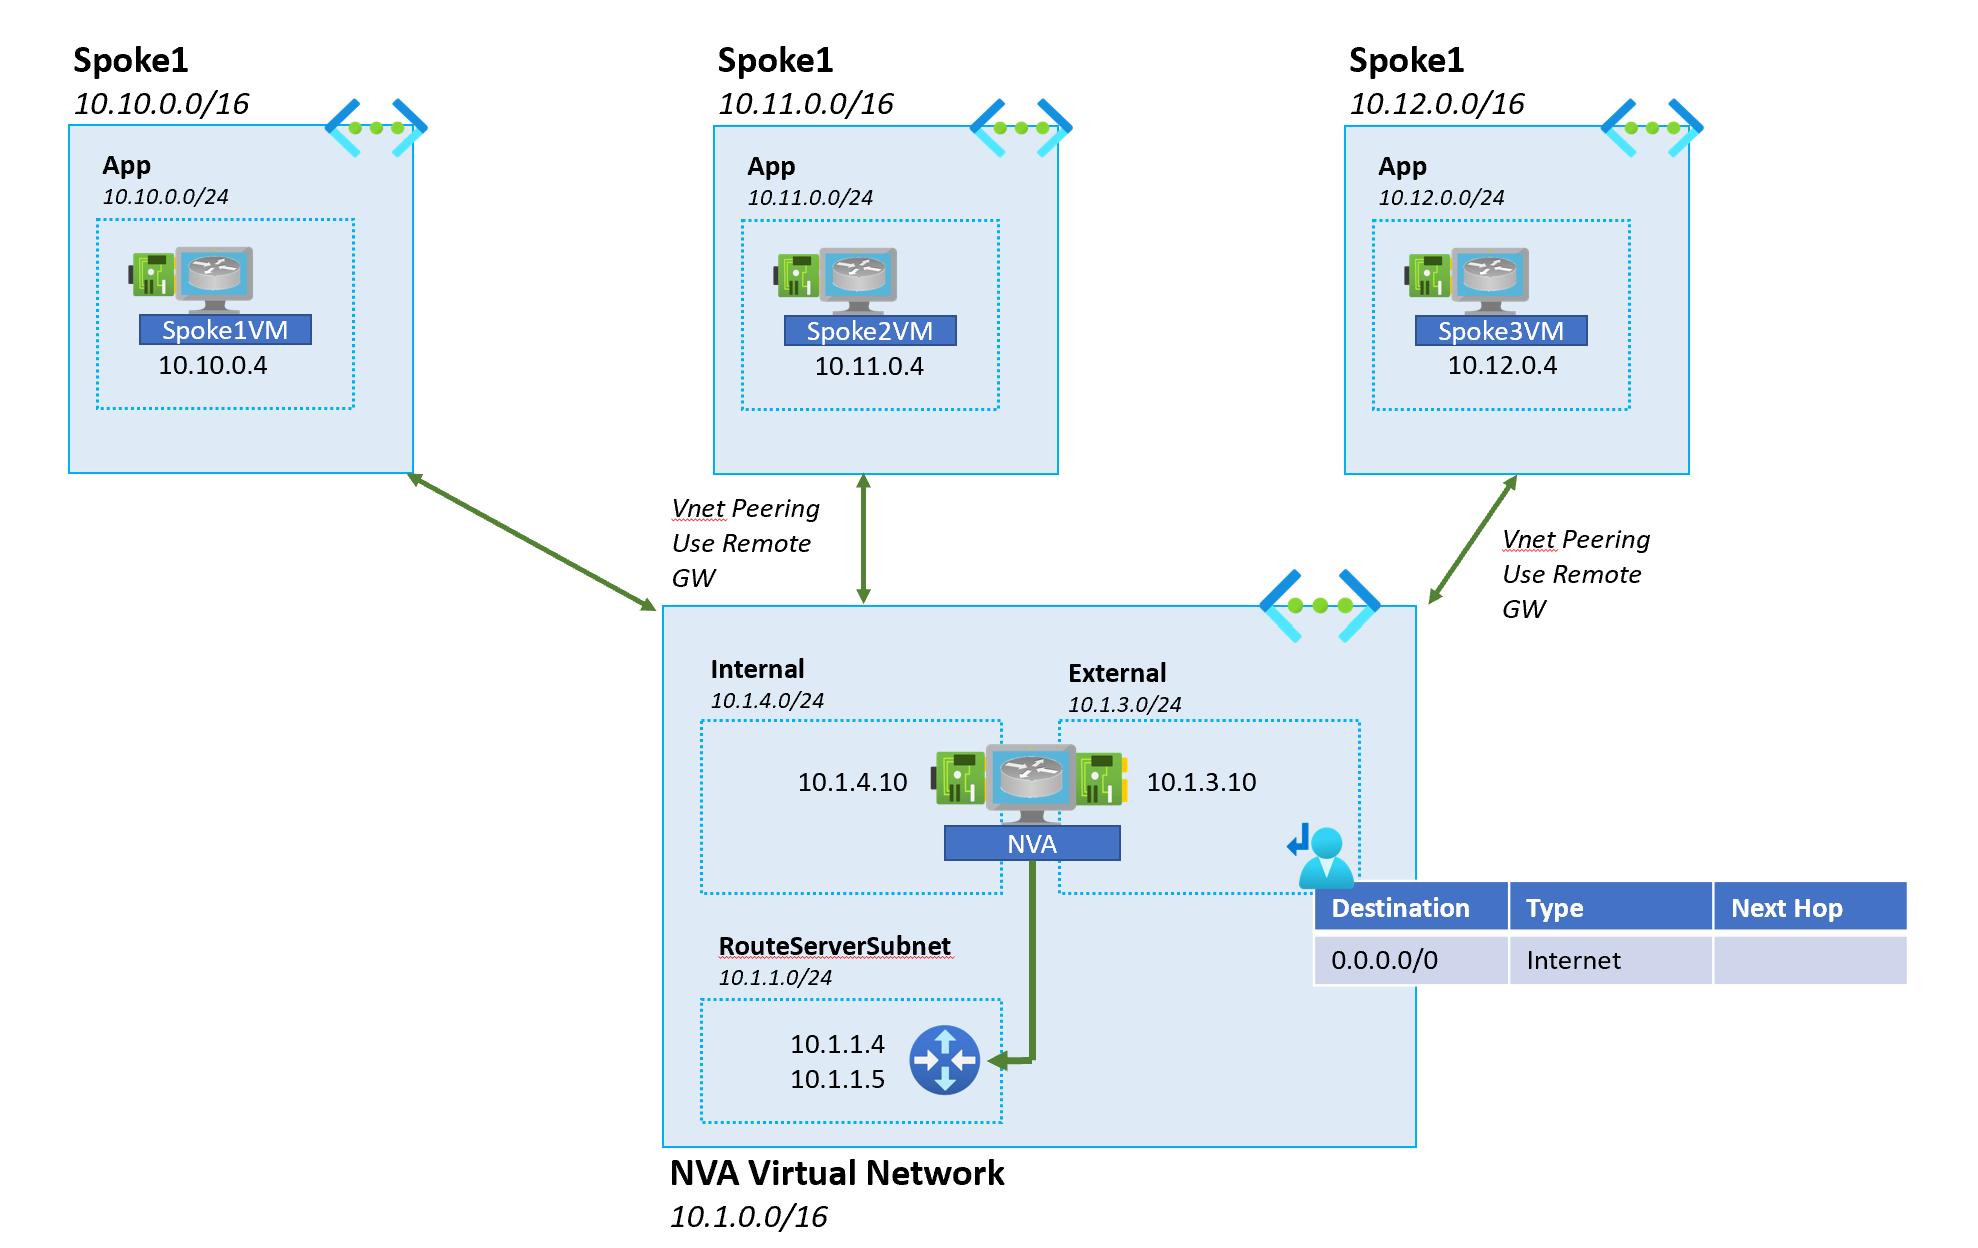 Spoke1
10.10.0.0/16
App
10.10.0.0/24
Spoke1VM
10.10.0.4
Spoke1
10.11.0.0/16
App
10.11.0.0/24
Spoke2VM
10.11.0.4
Spoke1
10.12.0.0/16
App
10.12.0.0/24
Spoke3VM
10.12.0.4
Vnet Peering
Use Remote
GW
Vnet Peering
Use Remote
GW
Internal
10.1.4.0/24
External
10.1.3.0/24
10.1.4.10
10.1.3.10
NVA
Destination Type Next Hop
0.0.0.0/0 Internet
RouteServerSubnet
10.1.1.0/24
10.1.1.4
10.1.1.5
NVA Virtual Network
10.1.0.0/16